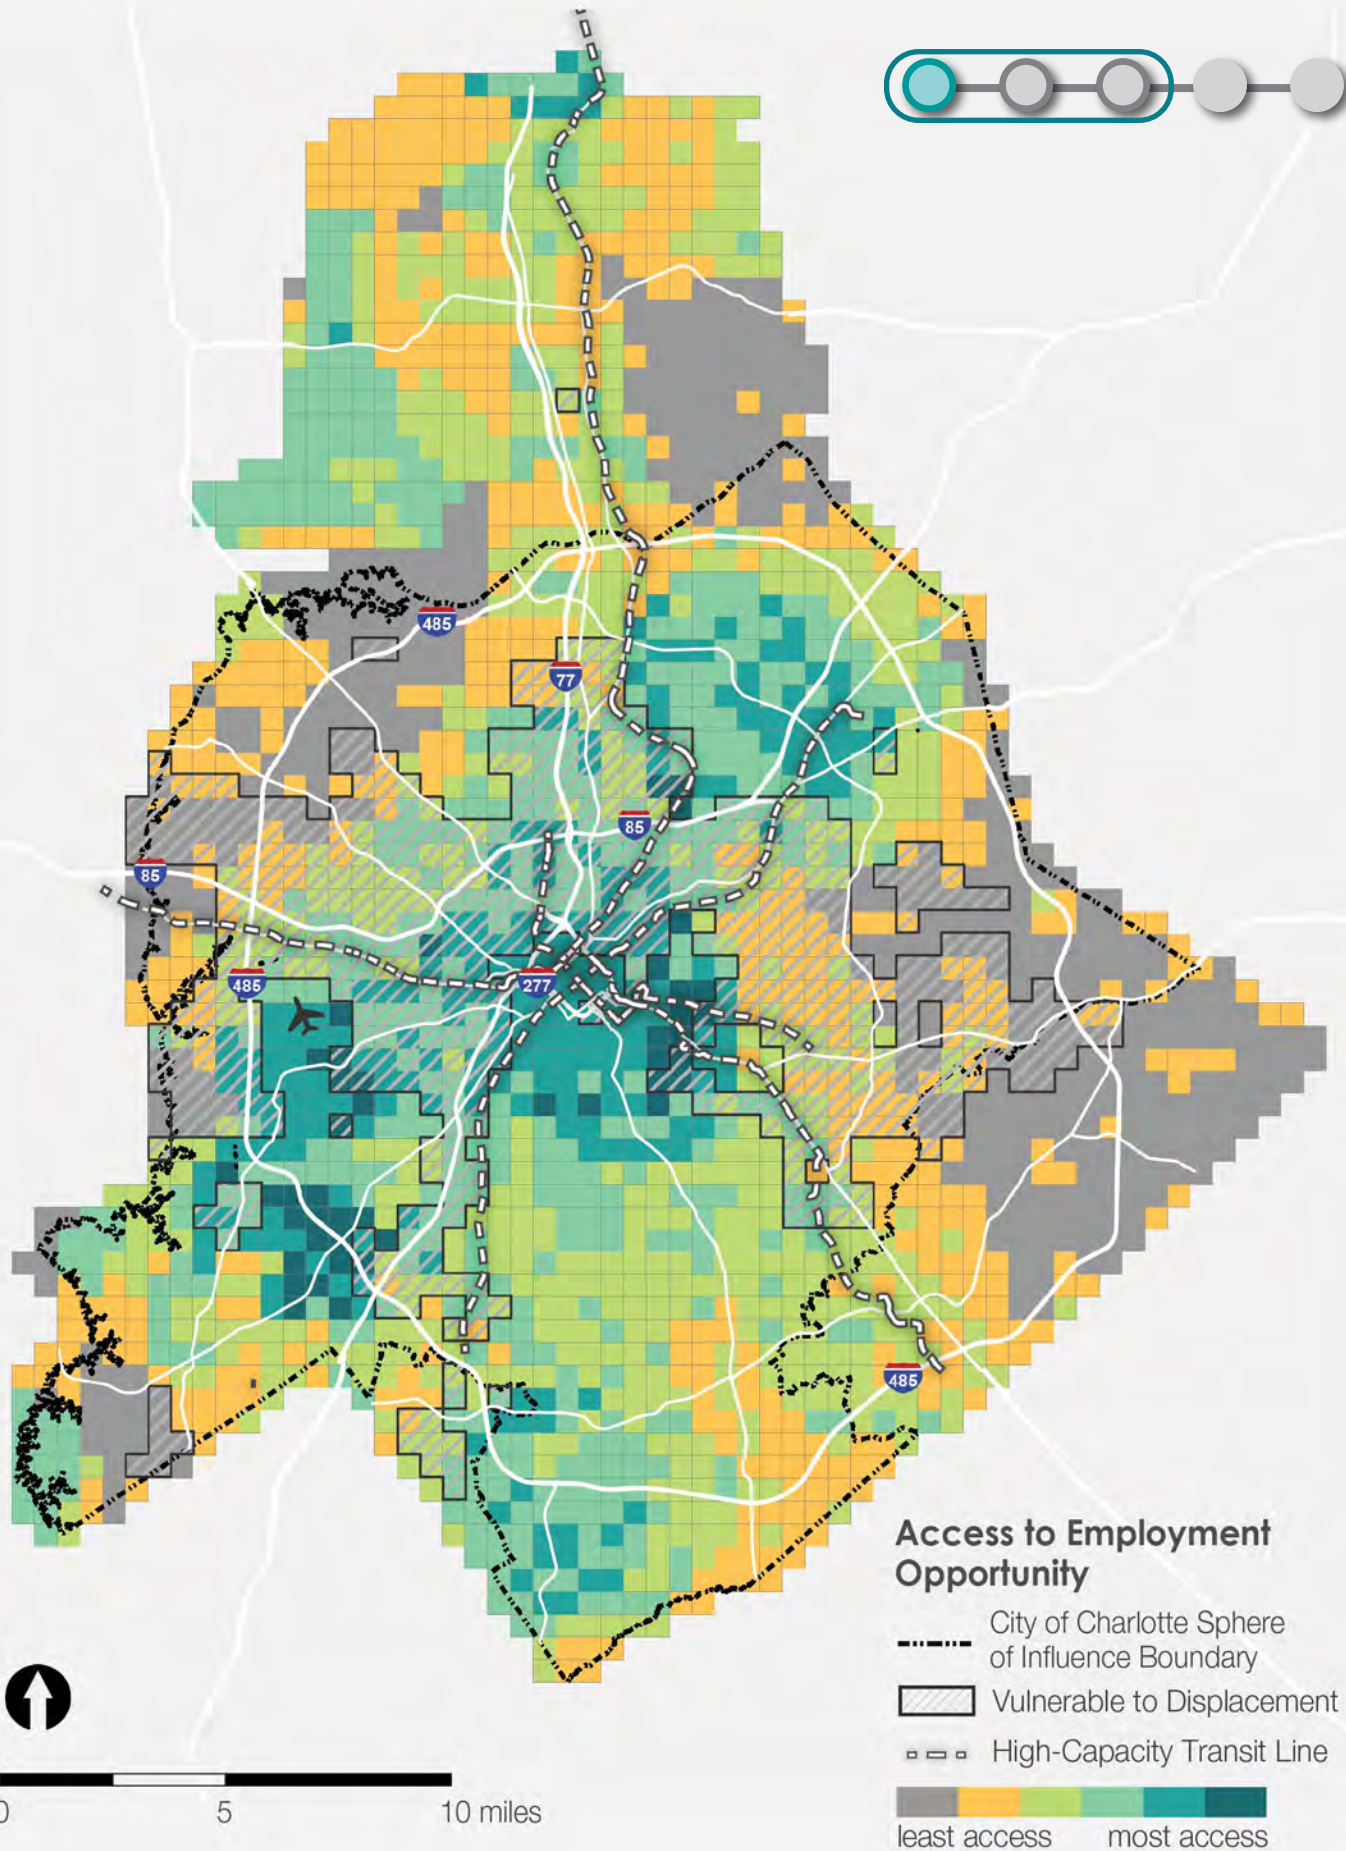 485
77
85
85
485
277
485
Access to Employment
Opportunity
City of Charlotte Sphere
of Influence Boundary
Vulnerable to Displacement
High-Capacity Transit Line
least access most access
0 5 10 miles